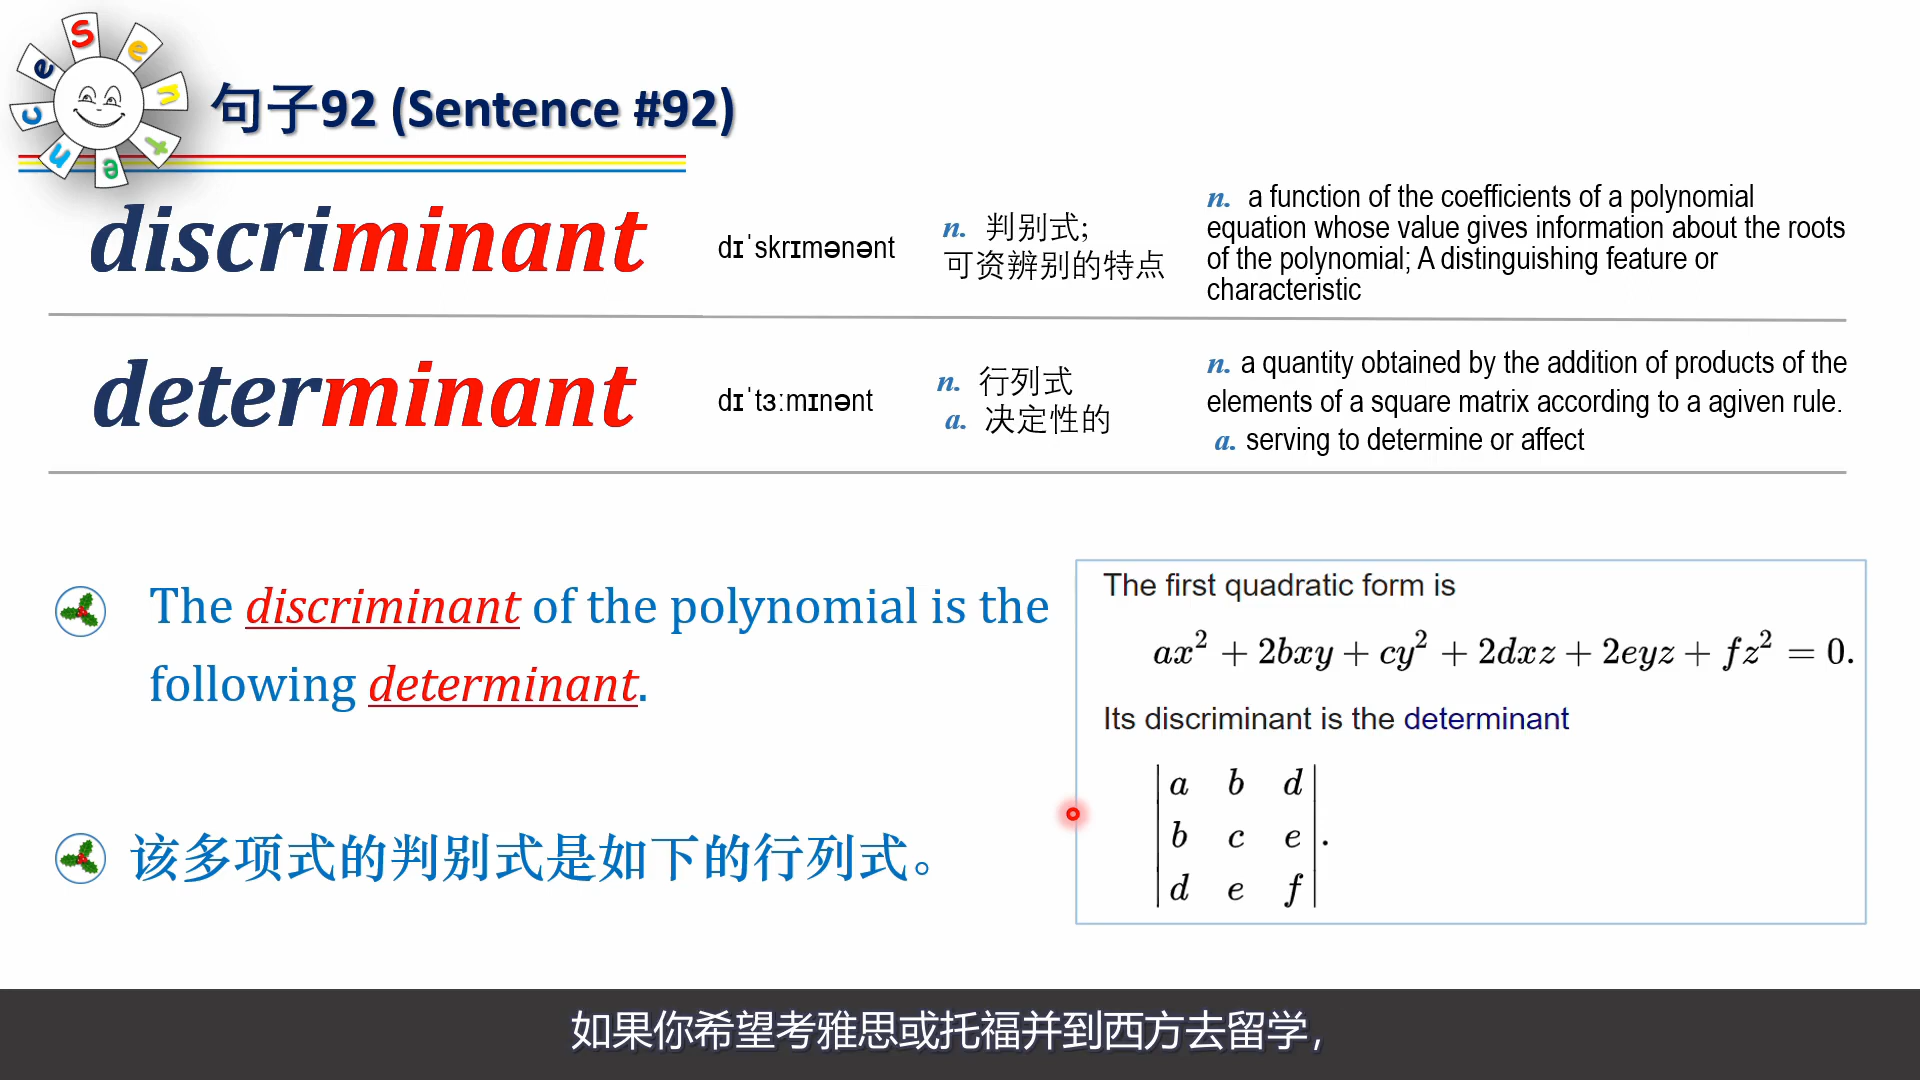 Sentence
句子92 (Sentence #92)
discriminant
dɪˈskrɪmənənt
n. 判别式;
可资辨别的特点
n. a function of the coefficients of a polynomial
equation whose value gives information about the roots
of the polynomial; A distinguishing feature or
characteristic
determinant
dɪˈtɜːmɪnənt
n. 行列式
a. 决定性的
n. a quantity obtained by the addition of products of the
elements of a square matrix according to a agiven rule.
a. serving to determine or affect
The discriminant of the polynomial is the
following determinant.
该多项式的判别式是如下的行列式。
The first quadratic form is
ax² + 2bxy + cy² + 2dxz + 2eyz + fz² = 0.
Its discriminant is the determinant
| a b d |
| b c e | .
| d e f |
如果你希望考雅思或托福并到西方去留学，